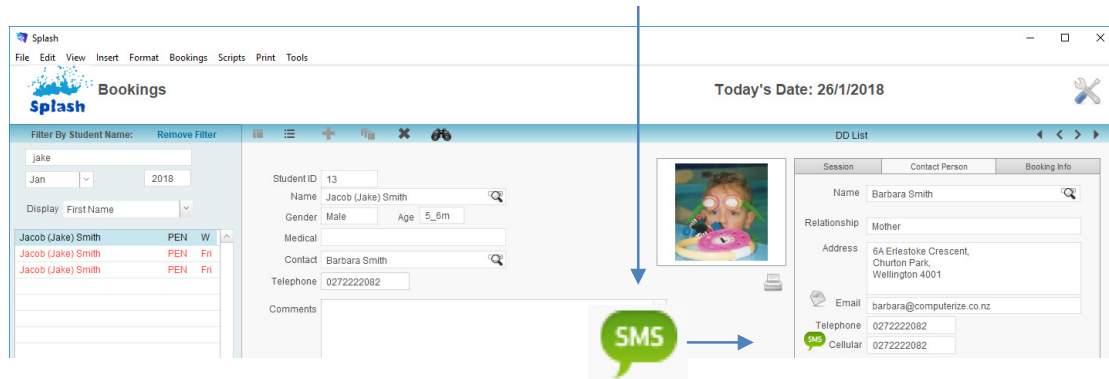 Splash
File Edit View Insert Format Bookings Scripts Print Tools
Splash
Bookings
Today's Date: 26/1/2018
Filter By Student Name: Remove Filter
DD List
jake
Jan 2018
Display First Name
Jacob (Jake) Smith PEN W
Jacob (Jake) Smith PEN Fri
Jacob (Jake) Smith PEN Fri
Student ID 13
Name Jacob (Jake) Smith
Gender Male Age 5_6m
Medical
Contact Barbara Smith
Telephone 0272222082
Comments
SMS
Session Contact Person Booking Info
Name Barbara Smith
Relationship Mother
Address 6A Erlestoke Crescent,
Churton Park,
Wellington 4001
Email barbara@computerize.co.nz
Telephone 0272222082
SMS Cellular 0272222082